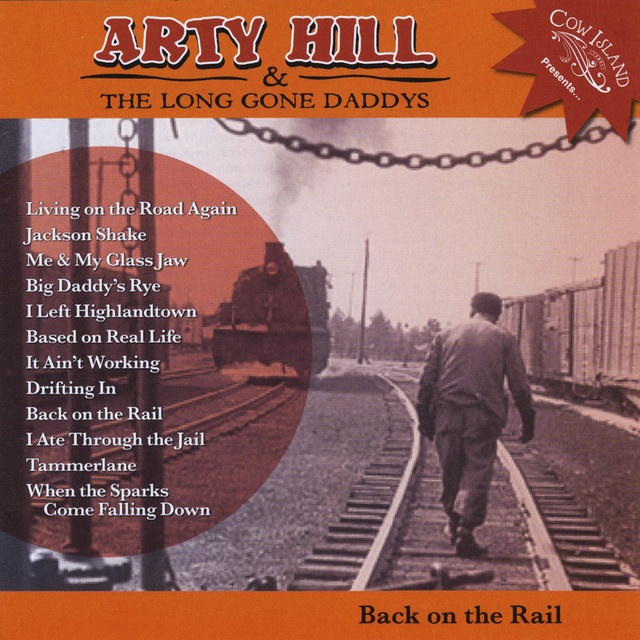 ARTY HILL
&
THE LONG GONE DADDYS
COW ISLAND
Presents...
Living on the Road Again
Jackson Shake
Me & My Glass Jaw
Big Daddy's Rye
I Left Highlandtown
Based on Real Life
It Ain't Working
Drifting In
Back on the Rail
I Ate Through the Jail
Tammerlane
When the Sparks
Come Falling Down
Back on the Rail